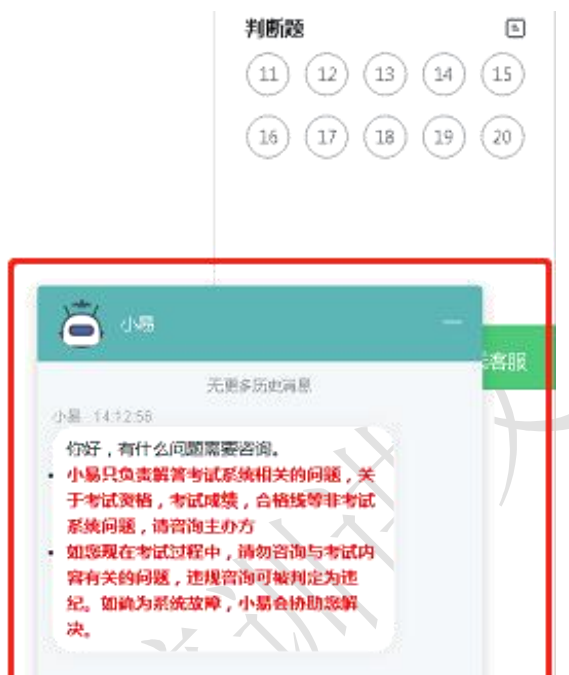 判断题
11 12 13 14 15
16 17 18 19 20
小易
客服
无更多历史消息
小易 14:12:56
你好，有什么问题需要咨询。
• 小易只负责解答考试系统相关的问题，关
于考试资格，考试成绩，合格线等非考试
系统问题，请咨询主办方
• 如您现在考试过程中，请勿咨询与考试内
容有关的问题，违规咨询可被判定为违
纪。如确为系统故障，小易会协助您解
决。